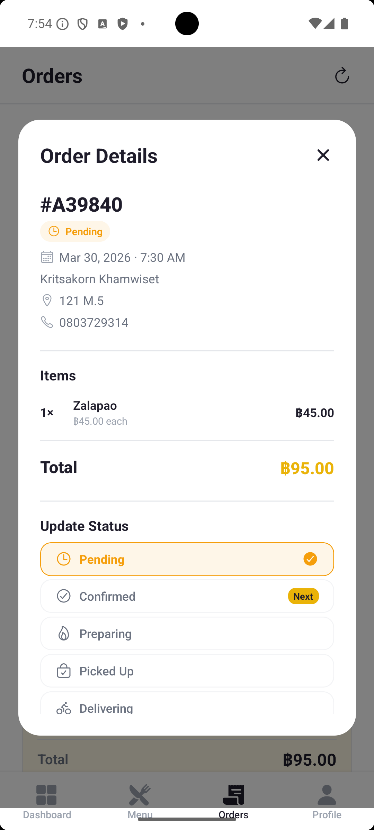 7:54
Orders
Order Details
#A39840
Pending
Mar 30, 2026 · 7:30 AM
Kritsakorn Khamwiset
121 M.5
0803729314
Items
1× Zalapao ฿45.00
฿45.00 each
Total ฿95.00
Update Status
Pending
Confirmed Next
Preparing
Picked Up
Delivering
Total ฿95.00
Dashboard Menu Orders Profile